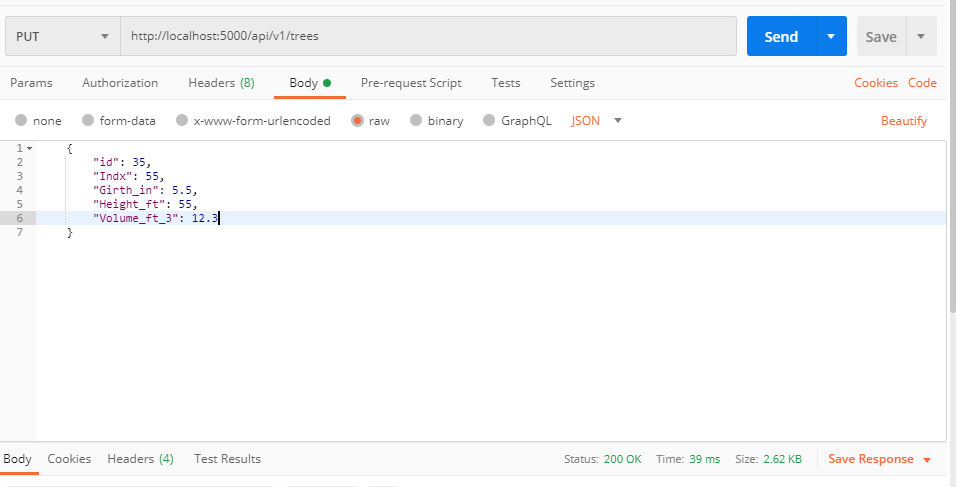 PUT http://localhost:5000/api/v1/trees Send Save
Params Authorization Headers (8) Body Pre-request Script Tests Settings Cookies Code
none form-data x-www-form-urlencoded raw binary GraphQL JSON Beautify
1 {
2 "id": 35,
3 "Indx": 55,
4 "Girth_in": 5.5,
5 "Height_ft": 55,
6 "Volume_ft_3": 12.3
7 }
Body Cookies Headers (4) Test Results Status: 200 OK Time: 39 ms Size: 2.62 KB Save Response